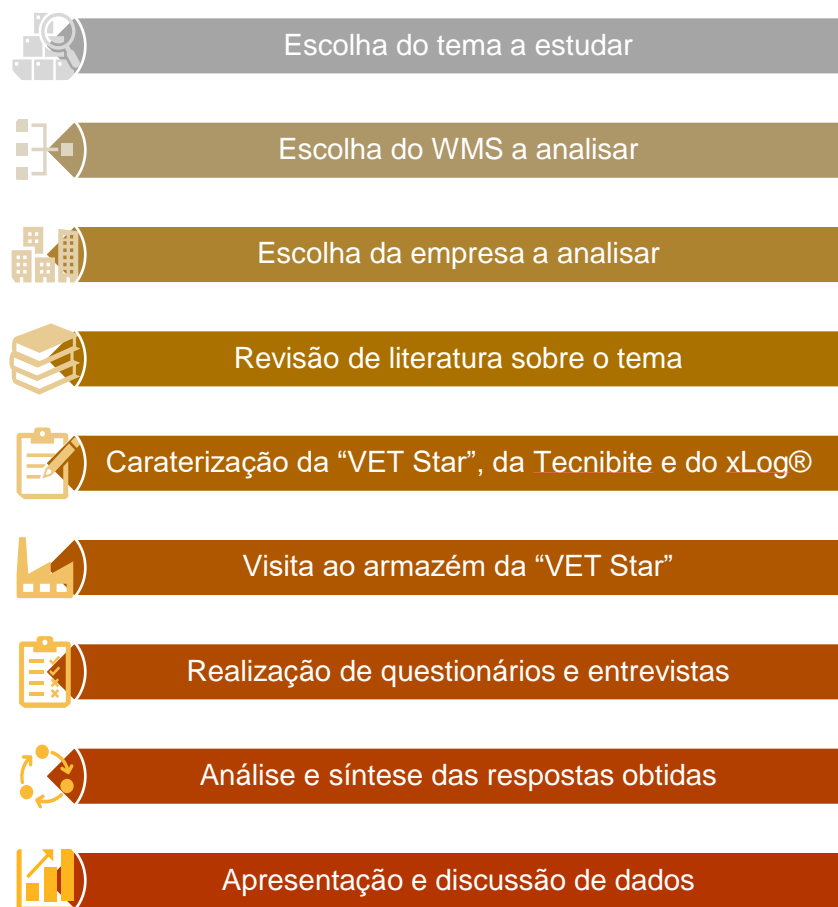 Escolha do tema a estudar
Escolha do WMS a analisar
Escolha da empresa a analisar
Revisão de literatura sobre o tema
Caraterização da “VET Star”, da Tecnibite e do xLog®
Visita ao armazém da “VET Star”
Realização de questionários e entrevistas
Análise e síntese das respostas obtidas
Apresentação e discussão de dados